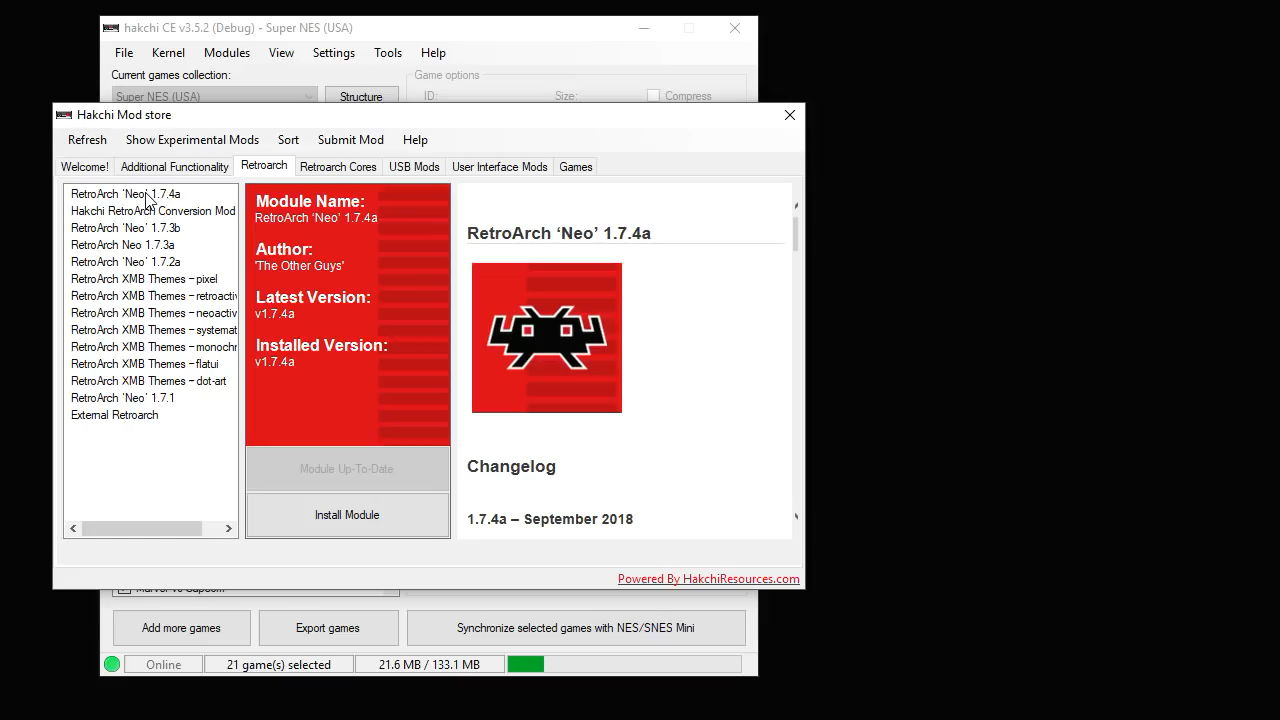 hakchi CE v3.5.2 (Debug) - Super NES (USA)
File Kernel Modules View Settings Tools Help
Current games collection: Game options
Super NES (USA) Structure ID: Size: Compress
Hakchi Mod store
Refresh Show Experimental Mods Sort Submit Mod Help
Welcome! Additional Functionality Retroarch Retroarch Cores USB Mods User Interface Mods Games
RetroArch ‘Neo’ 1.7.4a
Hakchi RetroArch Conversion Mod
RetroArch ‘Neo’ 1.7.3b
RetroArch Neo 1.7.3a
RetroArch ‘Neo’ 1.7.2a
RetroArch XMB Themes – pixel
RetroArch XMB Themes – retroactiv
RetroArch XMB Themes – neoactiv
RetroArch XMB Themes – systemat
RetroArch XMB Themes – monochr
RetroArch XMB Themes – flatui
RetroArch XMB Themes – dot-art
RetroArch ‘Neo’ 1.7.1
External Retroarch
Module Name:
RetroArch ‘Neo’ 1.7.4a
Author:
'The Other Guys'
Latest Version:
v1.7.4a
Installed Version:
v1.7.4a
Module Up-To-Date
Install Module
RetroArch ‘Neo’ 1.7.4a
Changelog
1.7.4a – September 2018
Powered By HakchiResources.com
Add more games Export games Synchronize selected games with NES/SNES Mini
Online 21 game(s) selected 21.6 MB / 133.1 MB